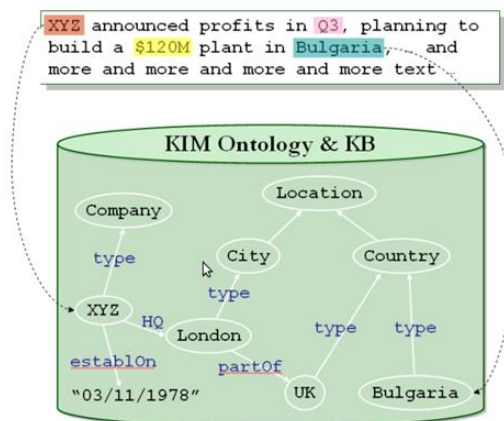 XYZ announced profits in Q3, planning to
build a $120M plant in Bulgaria, and
more and more and more and more text
KIM Ontology & KB
Location
Company
City
Country
type
type
XYZ
HQ
London
type
type
establOn
partOf
"03/11/1978"
UK
Bulgaria